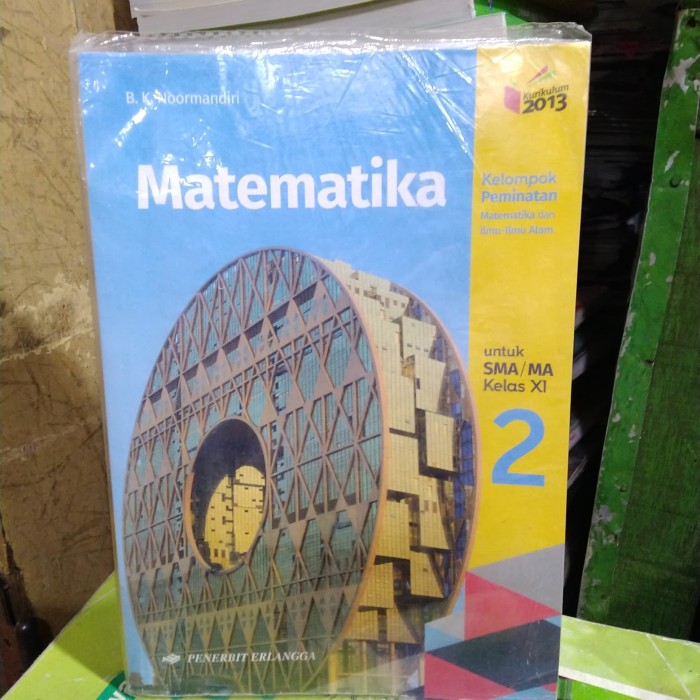 B. K. Noormandiri
Kurikulum
2013
Matematika
Kelompok
Peminatan
Matematika dan
Ilmu-Ilmu Alam
untuk
SMA/MA
Kelas XI
2
PENERBIT ERLANGGA